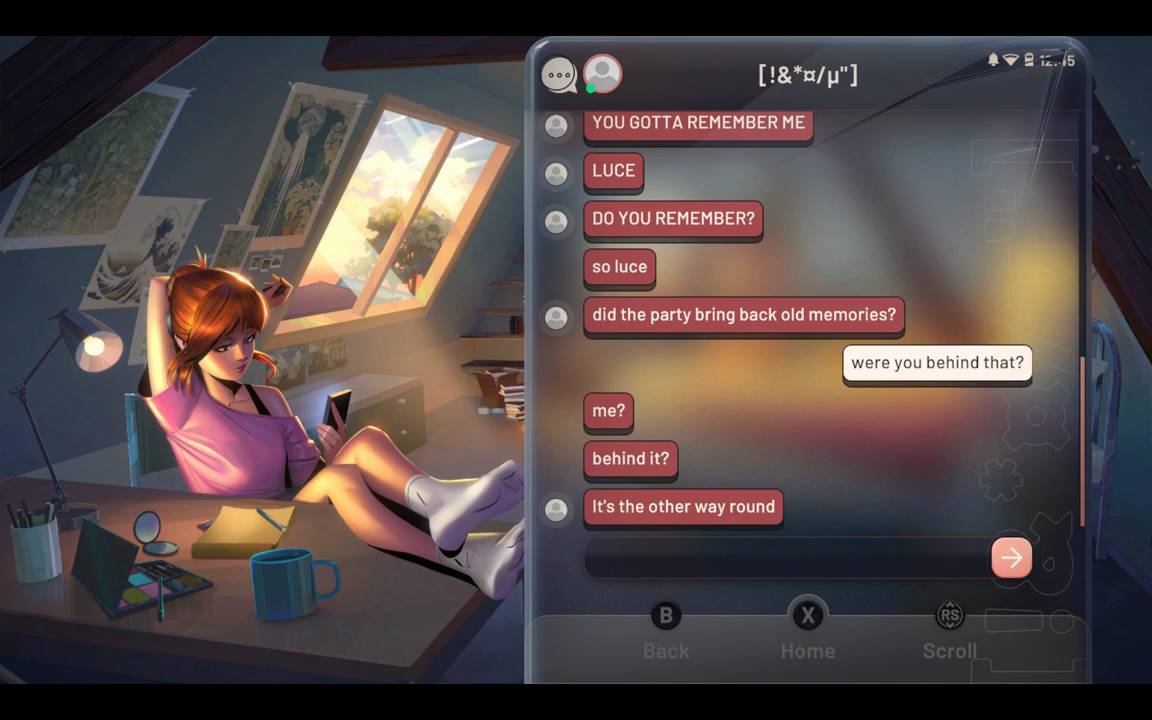 [!&*¤/µ"]
YOU GOTTA REMEMBER ME
LUCE
DO YOU REMEMBER?
so luce
did the party bring back old memories?
were you behind that?
me?
behind it?
It's the other way round
B
X
RS
Back
Home
Scroll